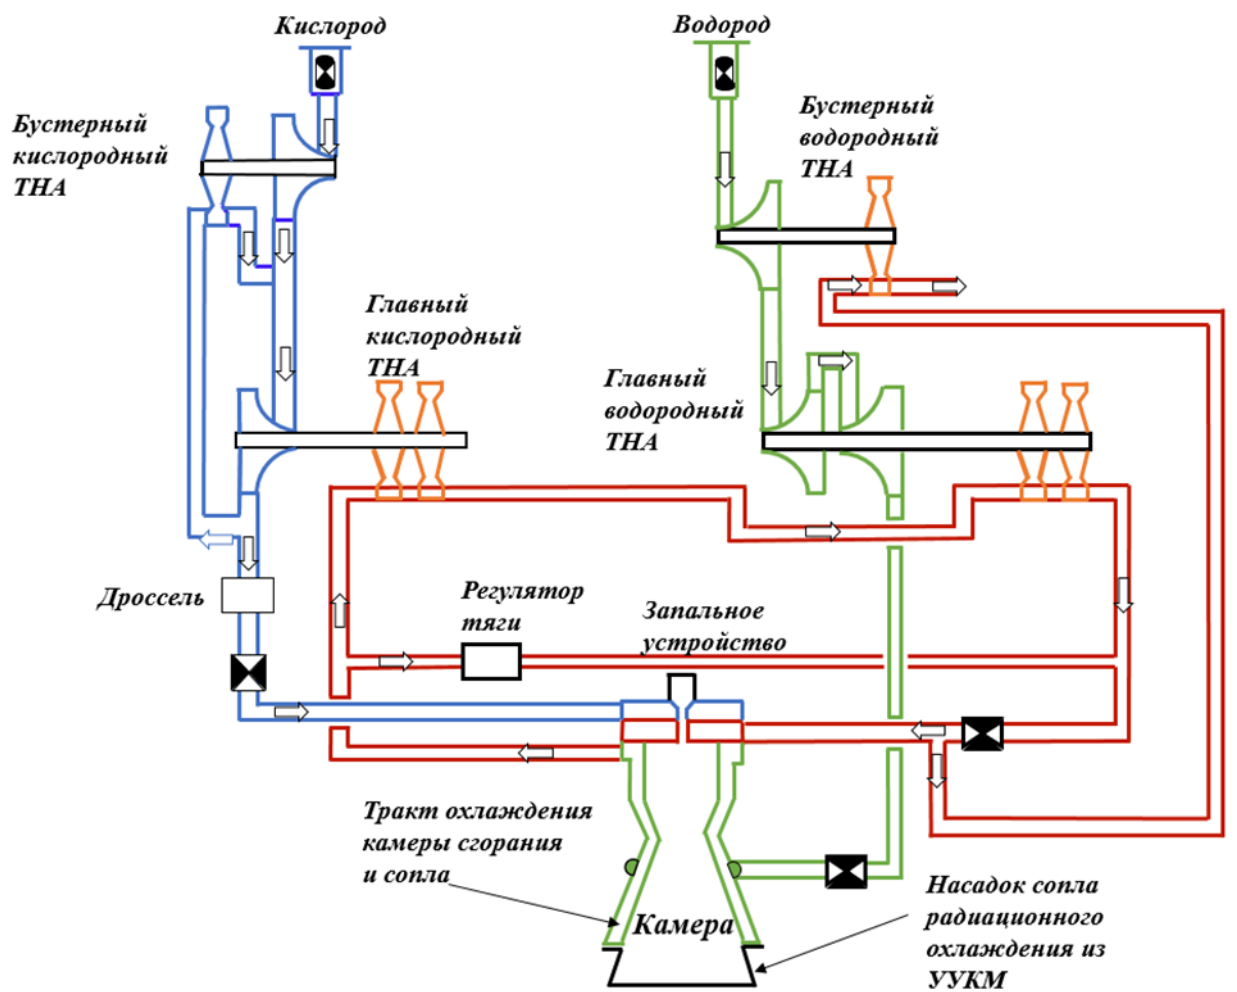 Кислород
Водород
Бустерный
кислородный
ТНА
Бустерный
водородный
ТНА
Главный
кислородный
ТНА
Главный
водородный
ТНА
Дроссель
Регулятор
тяги
Запальное
устройство
Тракт охлаждения
камеры сгорания
и сопла
Камера
Насадок сопла
радиационного
охлаждения из
УУКМ